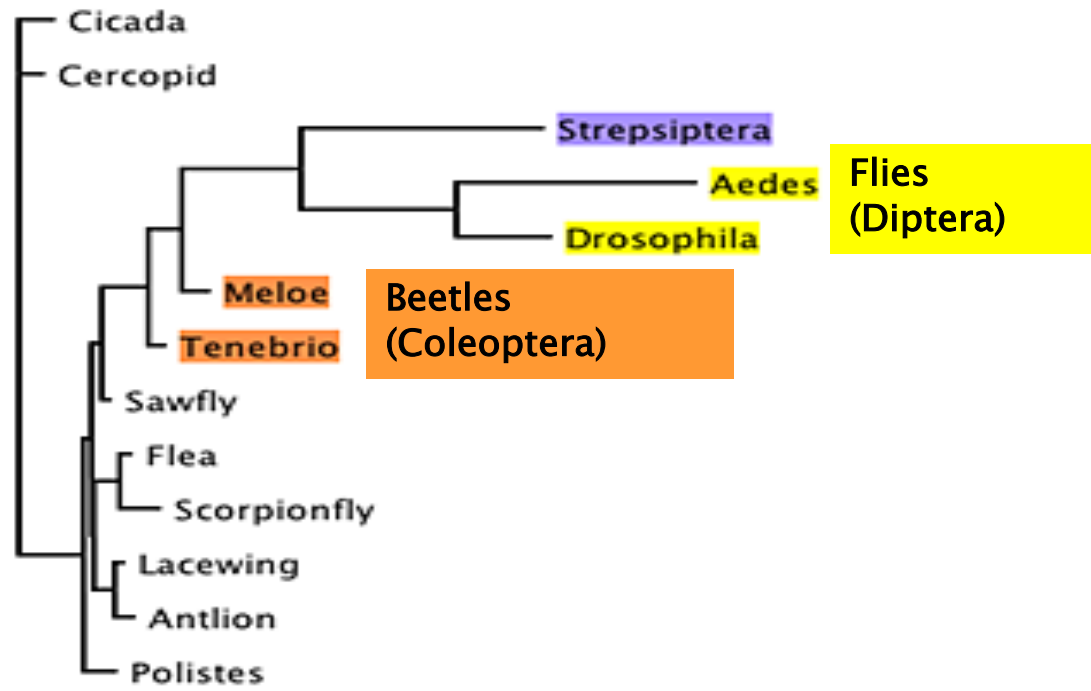 Cicada
Cercopid
Strepsiptera
Aedes
Flies
(Diptera)
Drosophila
Meloe
Beetles
(Coleoptera)
Tenebrio
Sawfly
Flea
Scorpionfly
Lacewing
Antlion
Polistes